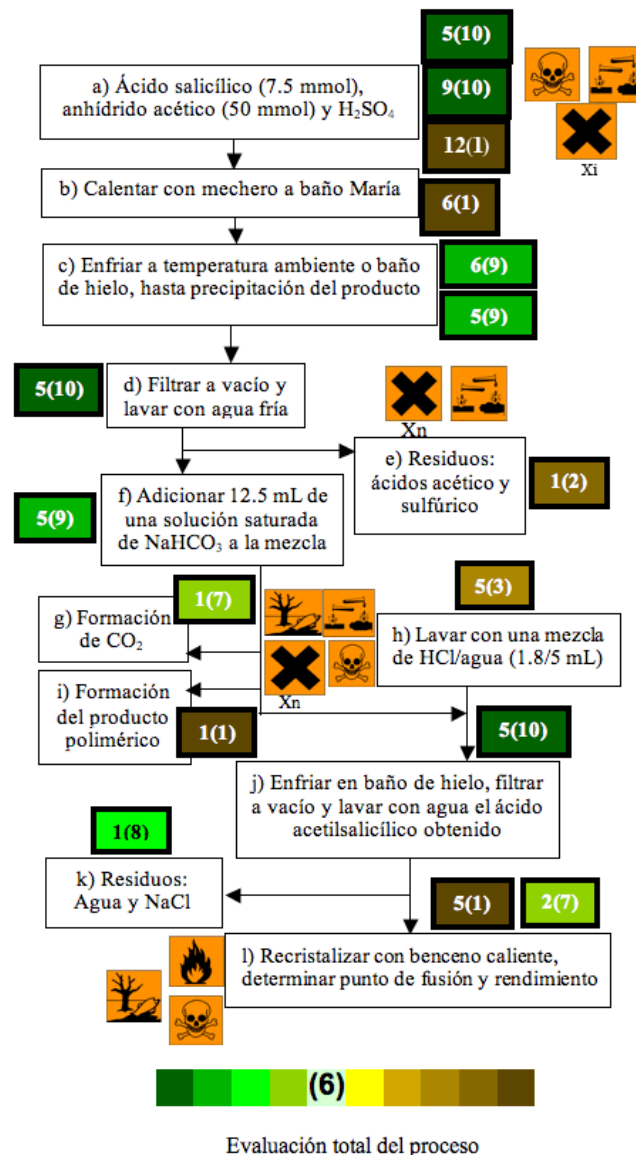 5(10)
a) Ácido salicílico (7.5 mmol),
anhídrido acético (50 mmol) y H₂SO₄
9(10)
12(1)
Xi
b) Calentar con mechero a baño María
6(1)
c) Enfriar a temperatura ambiente o baño
de hielo, hasta precipitación del producto
6(9)
5(9)
5(10)
d) Filtrar a vacío y
lavar con agua fría
Xn
e) Residuos:
ácidos acético y
sulfúrico
1(2)
5(9)
f) Adicionar 12.5 mL de
una solución saturada
de NaHCO₃ a la mezcla
1(7)
g) Formación
de CO₂
5(3)
h) Lavar con una mezcla
de HCl/agua (1.8/5 mL)
Xn
i) Formación
del producto
polimérico
1(1)
5(10)
j) Enfriar en baño de hielo, filtrar
a vacío y lavar con agua el ácido
acetilsalicílico obtenido
1(8)
k) Residuos:
Agua y NaCl
5(1)
2(7)
l) Recristalizar con benceno caliente,
determinar punto de fusión y rendimiento
(6)
Evaluación total del proceso